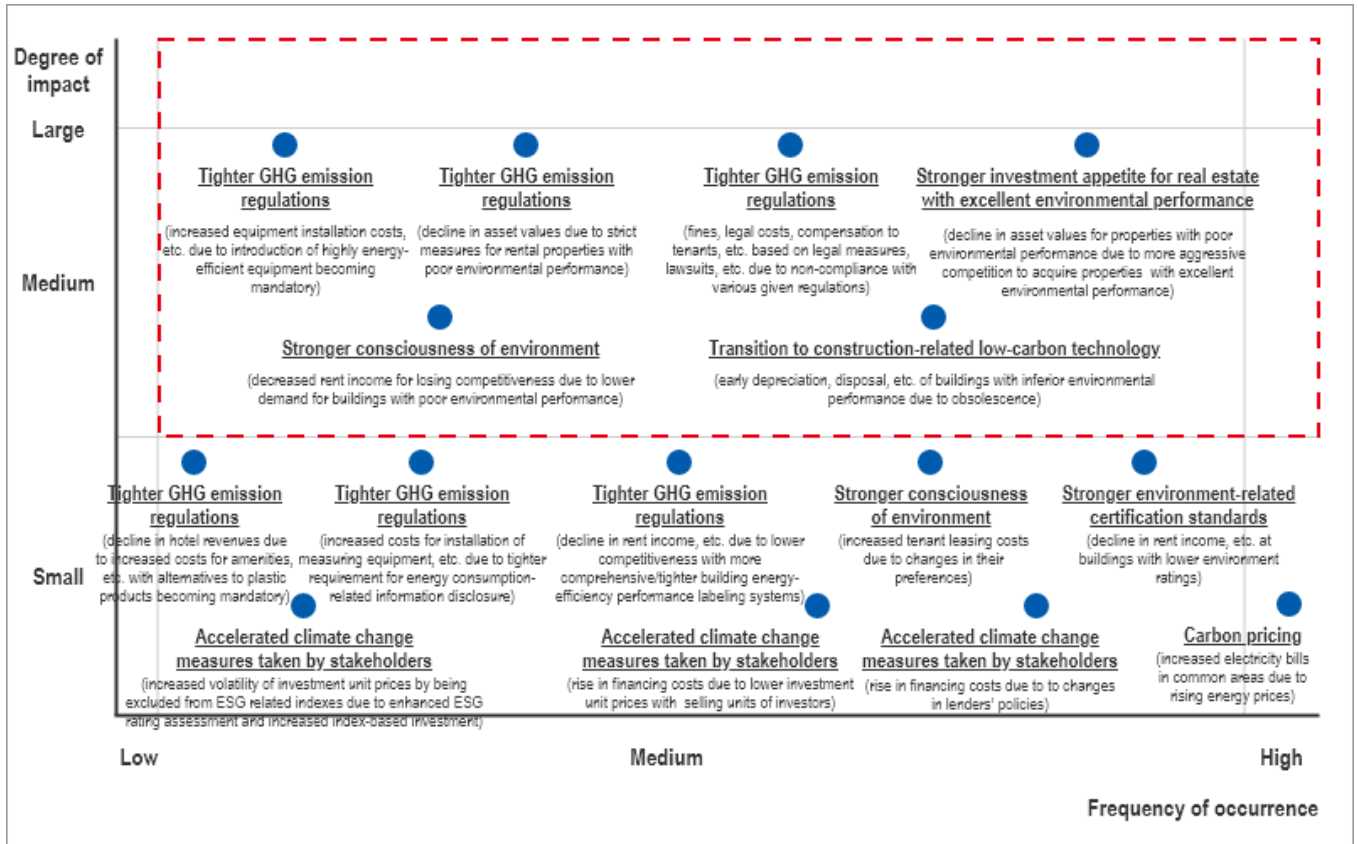 Degree of
impact
Large
Tighter GHG emission
regulations
(increased equipment installation costs,
etc. due to introduction of highly energy-
efficient equipment becoming
mandatory)
Tighter GHG emission
regulations
(decline in asset values due to strict
measures for rental properties with
poor environmental performance)
Tighter GHG emission
regulations
(fines, legal costs, compensation to
tenants, etc. based on legal measures,
lawsuits, etc. due to non-compliance with
various given regulations)
Stronger investment appetite for real estate
with excellent environmental performance
(decline in asset values for properties with poor
environmental performance due to more aggressive
competition to acquire properties with excellent
environmental performance)
Medium
Stronger consciousness of environment
(decreased rent income for losing competitiveness due to lower
demand for buildings with poor environmental performance)
Transition to construction-related low-carbon technology
(early depreciation, disposal, etc. of buildings with inferior environmental
performance due to obsolescence)
Tighter GHG emission
regulations
(decline in hotel revenues due
to increased costs for amenities,
etc. with alternatives to plastic
products becoming mandatory)
Tighter GHG emission
regulations
(increased costs for installation of
measuring equipment, etc. due to tighter
requirement for energy consumption-
related information disclosure)
Tighter GHG emission
regulations
(decline in rent income, etc. due to lower
competitiveness with more
comprehensive/tighter building energy-
efficiency performance labeling systems)
Stronger consciousness
of environment
(increased tenant leasing costs
due to changes in their
preferences)
Stronger environment-related
certification standards
(decline in rent income, etc. at
buildings with lower environment
ratings)
Small
Accelerated climate change
measures taken by stakeholders
(increased volatility of investment unit prices by being
excluded from ESG related indexes due to enhanced ESG
rating assessment and increased index-based investment)
Accelerated climate change
measures taken by stakeholders
(rise in financing costs due to lower investment
unit prices with selling units of investors)
Accelerated climate change
measures taken by stakeholders
(rise in financing costs due to to changes
in lenders' policies)
Carbon pricing
(increased electricity bills
in common areas due to
rising energy prices)
Low
Medium
High
Frequency of occurrence